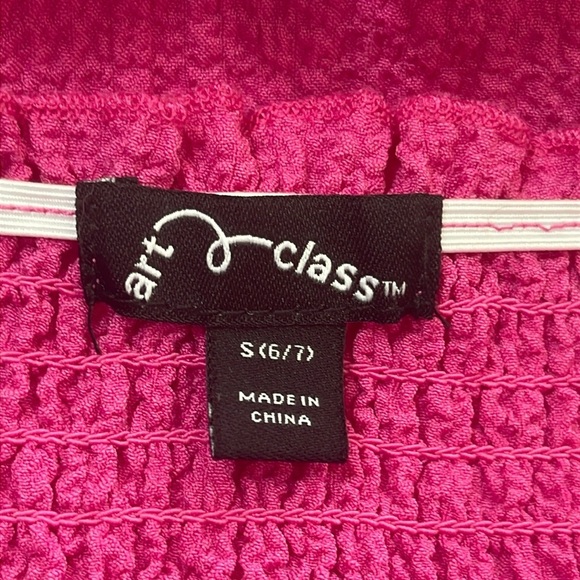 art class™
S(6/7)
MADE IN
CHINA